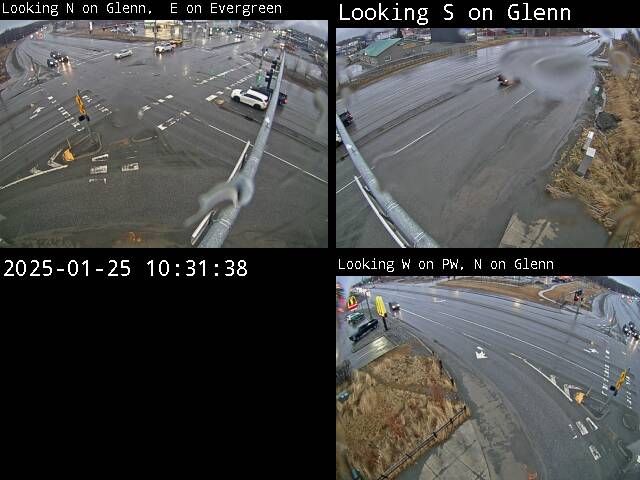 Looking N on Glenn,  E on Evergreen
Looking S on Glenn
2025-01-25 10:31:38
Looking W on PW, N on Glenn